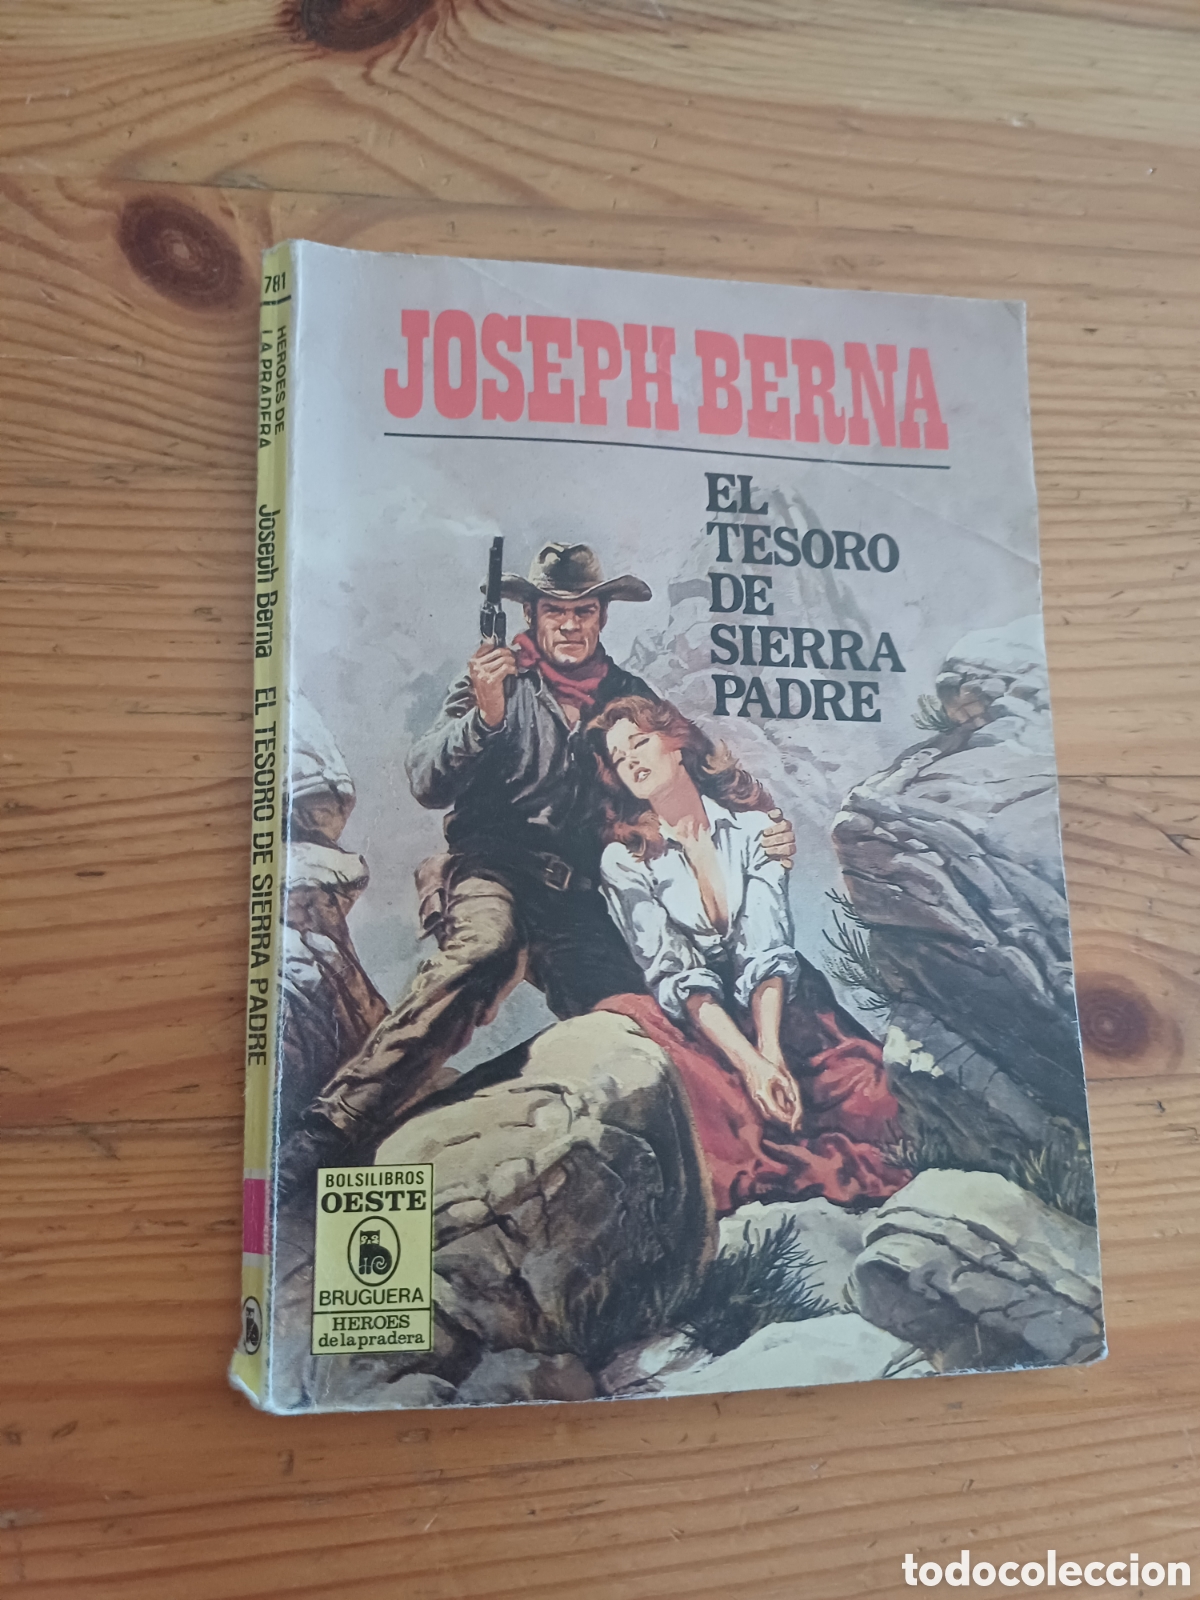 781
HEROES DE
LA PRADERA
Joseph Berna EL TESORO DE SIERRA PADRE
JOSEPH BERNA
EL
TESORO
DE
SIERRA
PADRE
BOLSILIBROS
OESTE
BRUGUERA
HEROES
de la pradera
todocoleccion